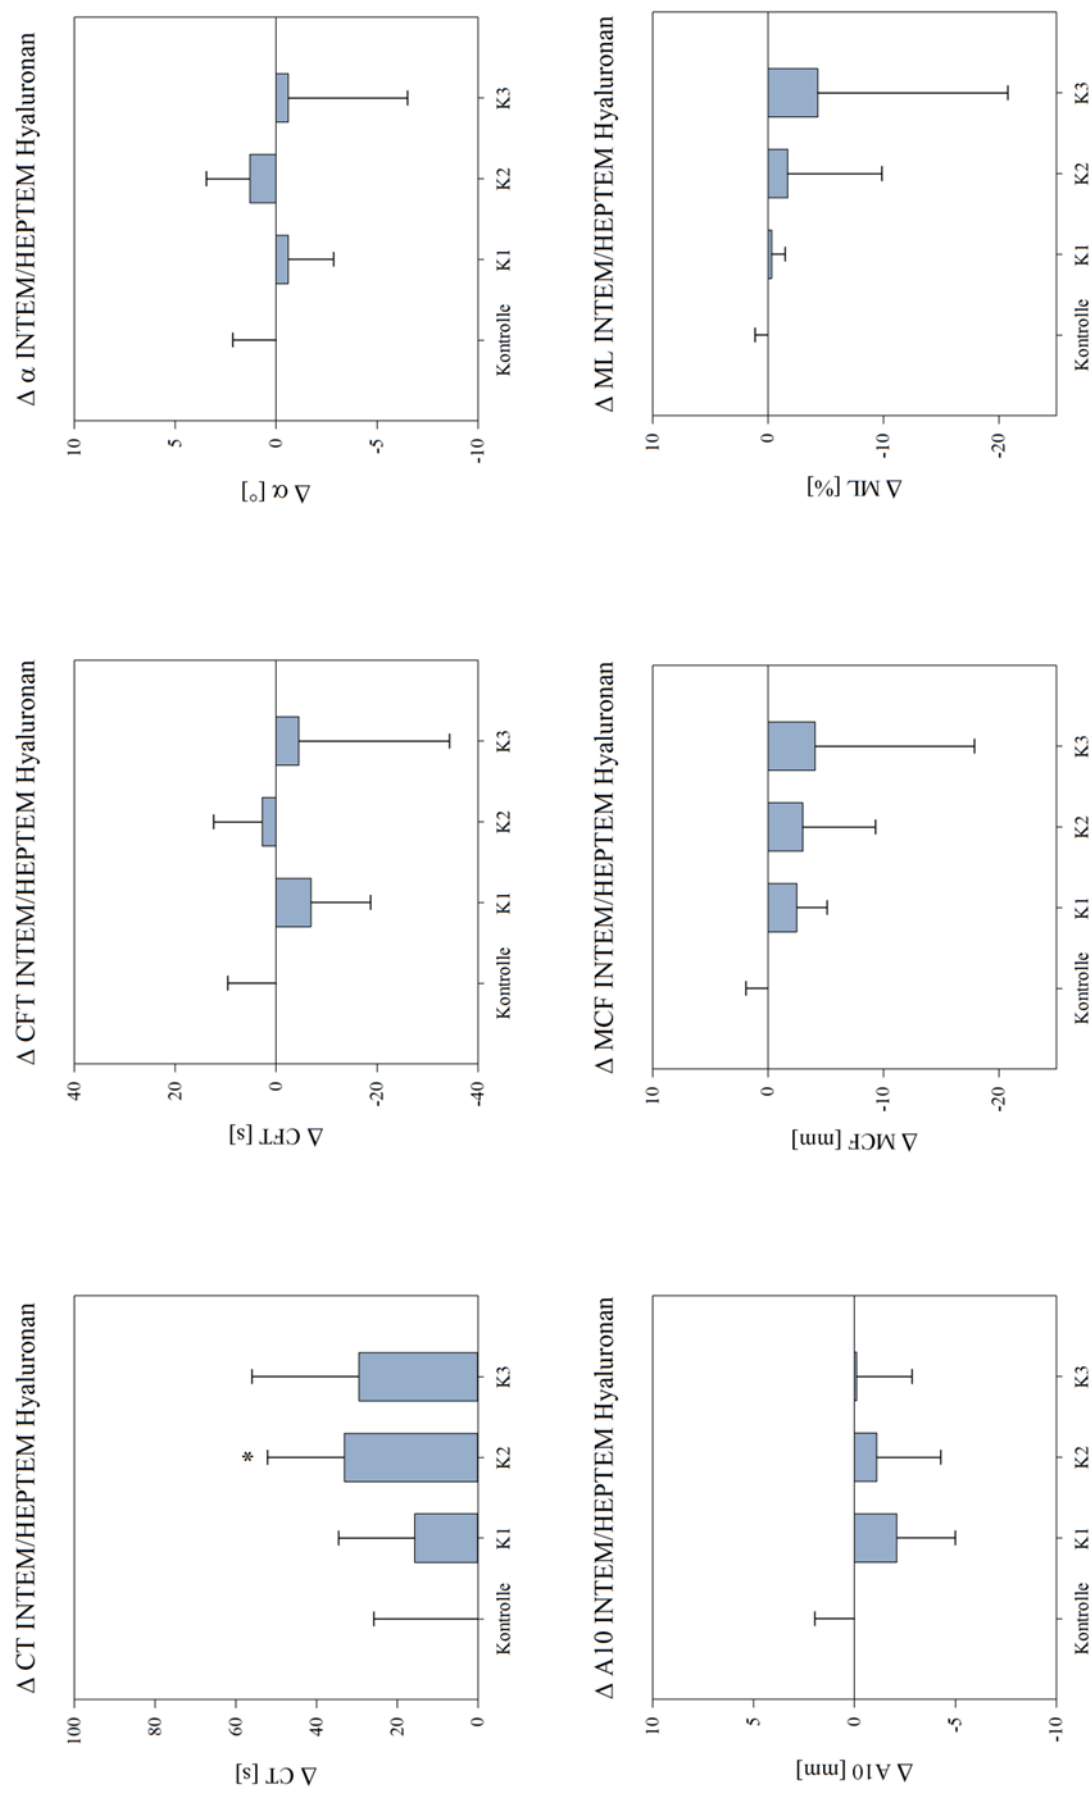 Δ CT INTEM/HEPTEM Hyaluronan
Δ CT [s]
100
80
60
40
20
0
*
Kontrolle K1 K2 K3
Δ CFT INTEM/HEPTEM Hyaluronan
Δ CFT [s]
40
20
0
-20
-40
Kontrolle K1 K2 K3
Δ α INTEM/HEPTEM Hyaluronan
Δ α [°]
10
5
0
-5
-10
Kontrolle K1 K2 K3
Δ A10 INTEM/HEPTEM Hyaluronan
Δ A10 [mm]
10
5
0
-5
-10
Kontrolle K1 K2 K3
Δ MCF INTEM/HEPTEM Hyaluronan
Δ MCF [mm]
10
0
-10
-20
Kontrolle K1 K2 K3
Δ ML INTEM/HEPTEM Hyaluronan
Δ ML [%]
10
0
-10
-20
Kontrolle K1 K2 K3